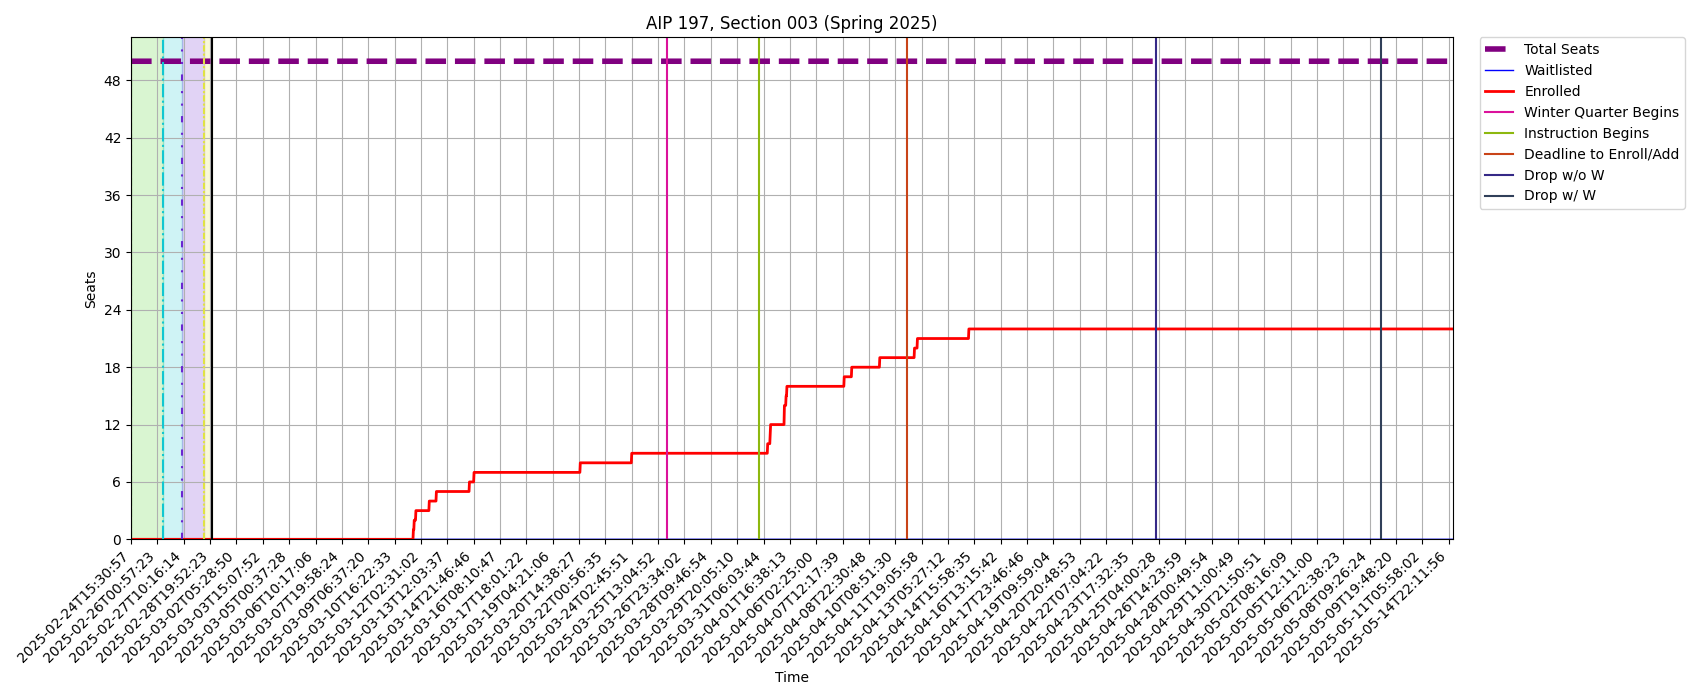 AIP 197, Section 003 (Spring 2025)
Total Seats
Waitlisted
Enrolled
Winter Quarter Begins
Instruction Begins
Deadline to Enroll/Add
Drop w/o W
Drop w/ W
Seats
48
42
36
30
24
18
12
6
0
2025-02-24T15:30:57
2025-02-26T00:57:23
2025-02-27T10:16:14
2025-02-28T19:52:23
2025-03-02T05:28:50
2025-03-03T15:07:52
2025-03-05T00:37:28
2025-03-06T10:17:06
2025-03-07T19:58:24
2025-03-09T06:37:20
2025-03-10T16:22:33
2025-03-12T02:31:02
2025-03-13T12:03:37
2025-03-14T21:46:46
2025-03-16T08:10:47
2025-03-17T18:01:22
2025-03-19T04:21:06
2025-03-20T14:38:27
2025-03-22T00:56:35
2025-03-24T02:45:51
2025-03-25T13:04:52
2025-03-26T23:34:02
2025-03-28T09:46:54
2025-03-29T20:05:10
2025-03-31T06:03:44
2025-04-01T16:38:13
2025-04-06T02:25:00
2025-04-07T12:17:39
2025-04-08T22:30:48
2025-04-10T08:51:30
2025-04-11T19:05:58
2025-04-13T05:27:12
2025-04-14T15:58:35
2025-04-16T13:15:42
2025-04-17T23:46:46
2025-04-19T09:59:04
2025-04-20T20:48:53
2025-04-22T07:04:22
2025-04-23T17:32:35
2025-04-25T04:00:28
2025-04-26T14:23:59
2025-04-28T00:49:54
2025-04-29T11:00:49
2025-04-30T21:50:51
2025-05-02T08:16:09
2025-05-05T12:11:00
2025-05-06T22:38:23
2025-05-08T09:26:24
2025-05-09T19:48:20
2025-05-11T05:58:02
2025-05-14T22:11:56
Time